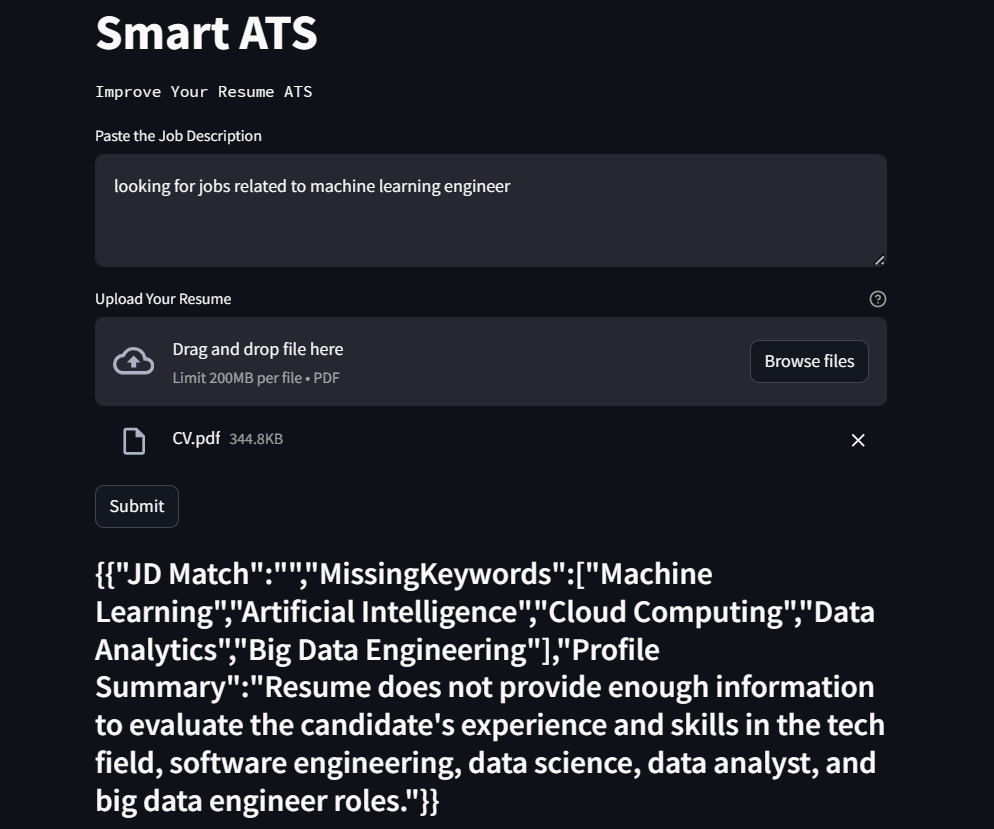 Smart ATS
Improve Your Resume ATS
Paste the Job Description
looking for jobs related to machine learning engineer
Upload Your Resume
Drag and drop file here
Limit 200MB per file • PDF
Browse files
CV.pdf 344.8KB
Submit
{{"JD Match":"","MissingKeywords":["Machine
Learning","Artificial Intelligence","Cloud Computing","Data
Analytics","Big Data Engineering"],"Profile
Summary":"Resume does not provide enough information
to evaluate the candidate's experience and skills in the tech
field, software engineering, data science, data analyst, and
big data engineer roles."}}